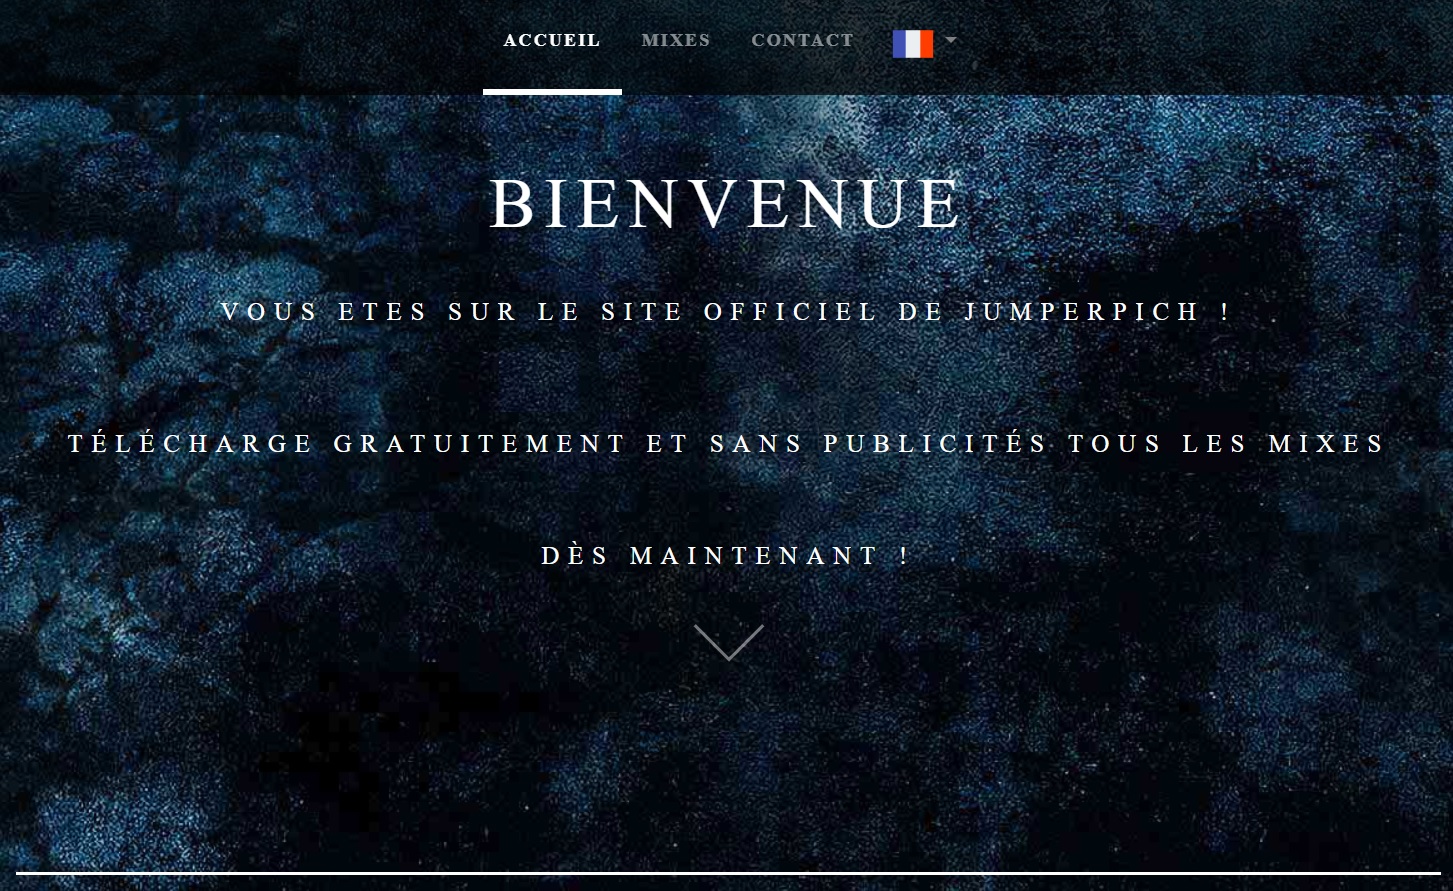 ACCUEIL MIXES CONTACT
BIENVENUE
VOUS ETES SUR LE SITE OFFICIEL DE JUMPERPICH !
TÉLÉCHARGE GRATUITEMENT ET SANS PUBLICITÉS TOUS LES MIXES
DÈS MAINTENANT !